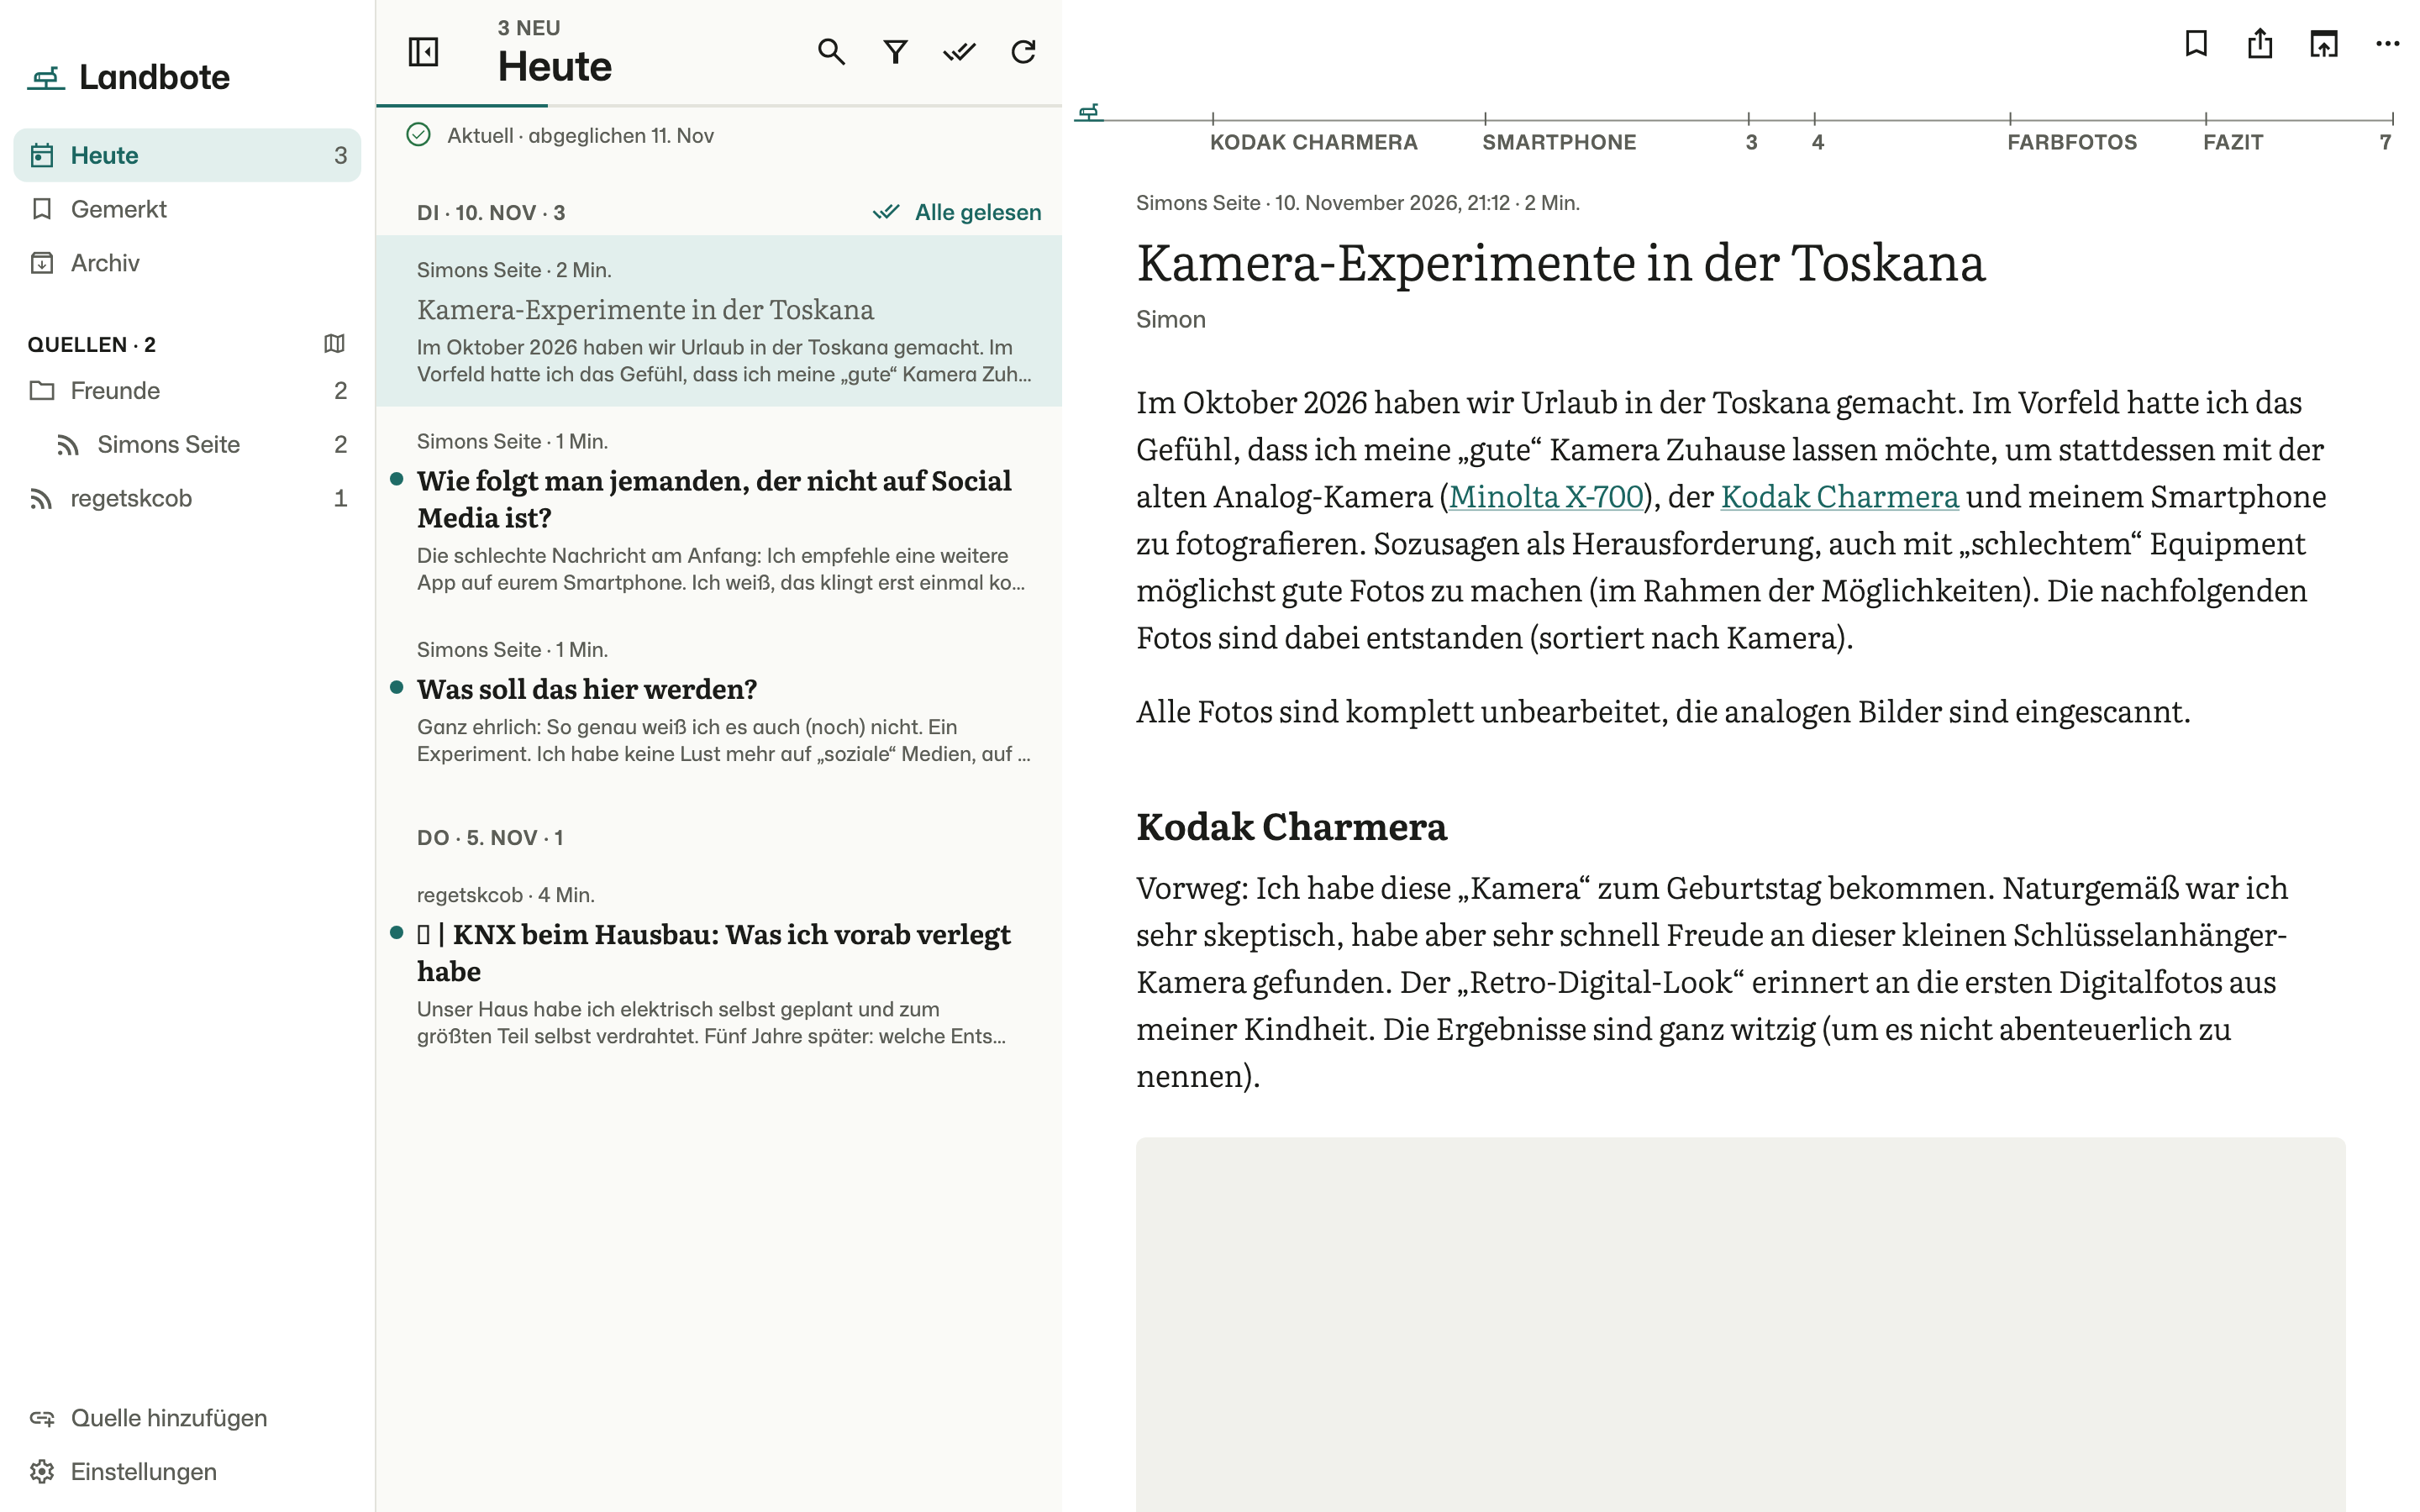 Landbote
Heute 3
Gemerkt
Archiv
QUELLEN · 2
Freunde 2
Simons Seite 2
regetskcob 1
Quelle hinzufügen
Einstellungen
3 NEU
Heute
Aktuell · abgeglichen 11. Nov
DI · 10. NOV · 3 Alle gelesen
Simons Seite · 2 Min.
Kamera-Experimente in der Toskana
Im Oktober 2026 haben wir Urlaub in der Toskana gemacht. Im
Vorfeld hatte ich das Gefühl, dass ich meine „gute“ Kamera Zuh...
Simons Seite · 1 Min.
Wie folgt man jemanden, der nicht auf Social
Media ist?
Die schlechte Nachricht am Anfang: Ich empfehle eine weitere
App auf eurem Smartphone. Ich weiß, das klingt erst einmal ko...
Simons Seite · 1 Min.
Was soll das hier werden?
Ganz ehrlich: So genau weiß ich es auch (noch) nicht. Ein
Experiment. Ich habe keine Lust mehr auf „soziale“ Medien, auf ...
DO · 5. NOV · 1
regetskcob · 4 Min.
| KNX beim Hausbau: Was ich vorab verlegt
habe
Unser Haus habe ich elektrisch selbst geplant und zum
größten Teil selbst verdrahtet. Fünf Jahre später: welche Ents...
KODAK CHARMERA SMARTPHONE 3 4 FARBFOTOS FAZIT 7
Simons Seite · 10. November 2026, 21:12 · 2 Min.
Kamera-Experimente in der Toskana
Simon
Im Oktober 2026 haben wir Urlaub in der Toskana gemacht. Im Vorfeld hatte ich das
Gefühl, dass ich meine „gute“ Kamera Zuhause lassen möchte, um stattdessen mit der
alten Analog-Kamera (Minolta X-700), der Kodak Charmera und meinem Smartphone
zu fotografieren. Sozusagen als Herausforderung, auch mit „schlechtem“ Equipment
möglichst gute Fotos zu machen (im Rahmen der Möglichkeiten). Die nachfolgenden
Fotos sind dabei entstanden (sortiert nach Kamera).
Alle Fotos sind komplett unbearbeitet, die analogen Bilder sind eingescannt.
Kodak Charmera
Vorweg: Ich habe diese „Kamera“ zum Geburtstag bekommen. Naturgemäß war ich
sehr skeptisch, habe aber sehr schnell Freude an dieser kleinen Schlüsselanhänger-
Kamera gefunden. Der „Retro-Digital-Look“ erinnert an die ersten Digitalfotos aus
meiner Kindheit. Die Ergebnisse sind ganz witzig (um es nicht abenteuerlich zu
nennen).